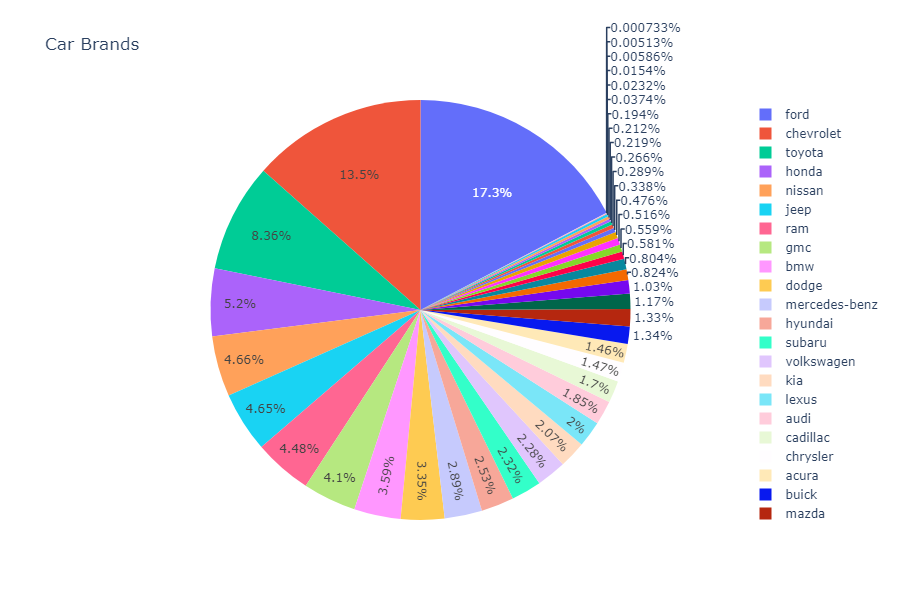 Car Brands
0.000733%
0.00513%
0.00586%
0.0154%
0.0232%
0.0374%
0.194%
0.212%
0.219%
0.266%
0.289%
0.338%
0.476%
0.516%
0.559%
0.581%
0.804%
0.824%
1.03%
1.17%
1.33%
1.34%
1.46%
1.47%
1.7%
1.85%
2%
2.07%
2.28%
2.32%
2.53%
2.89%
3.35%
3.59%
4.1%
4.48%
4.65%
4.66%
5.2%
8.36%
13.5%
17.3%
ford
chevrolet
toyota
honda
nissan
jeep
ram
gmc
bmw
dodge
mercedes-benz
hyundai
subaru
volkswagen
kia
lexus
audi
cadillac
chrysler
acura
buick
mazda